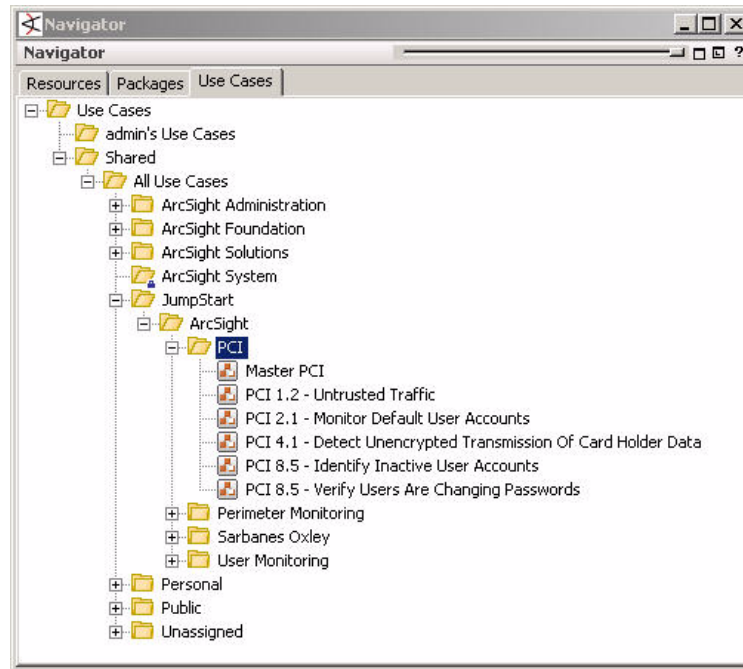 Navigator
Navigator ?
Resources Packages Use Cases
Use Cases
admin's Use Cases
Shared
All Use Cases
ArcSight Administration
ArcSight Foundation
ArcSight Solutions
ArcSight System
JumpStart
ArcSight
PCI
Master PCI
PCI 1.2 - Untrusted Traffic
PCI 2.1 - Monitor Default User Accounts
PCI 4.1 - Detect Unencrypted Transmission Of Card Holder Data
PCI 8.5 - Identify Inactive User Accounts
PCI 8.5 - Verify Users Are Changing Passwords
Perimeter Monitoring
Sarbanes Oxley
User Monitoring
Personal
Public
Unassigned